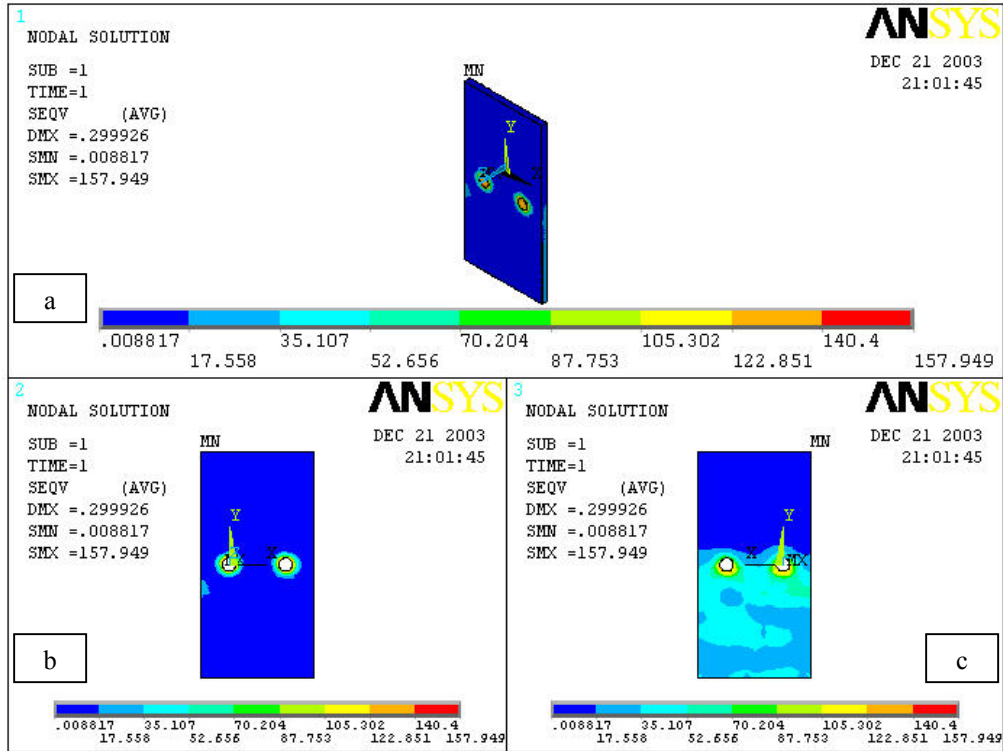 1
ANSYS
NODAL SOLUTION
DEC 21 2003
21:01:45
SUB =1
TIME=1
SEQV (AVG)
DMX =.299926
SMN =.008817
SMX =157.949
MN
Y
Z
X
a
.008817 35.107 70.204 105.302 140.4
17.558 52.656 87.753 122.851 157.949
2
ANSYS
NODAL SOLUTION
DEC 21 2003
21:01:45
SUB =1
TIME=1
SEQV (AVG)
DMX =.299926
SMN =.008817
SMX =157.949
MN
Y
X X
b
.008817 35.107 70.204 105.302 140.4
17.558 52.656 87.753 122.851 157.949
3
ANSYS
NODAL SOLUTION
DEC 21 2003
21:01:45
SUB =1
TIME=1
SEQV (AVG)
DMX =.299926
SMN =.008817
SMX =157.949
MN
Y
X MX
c
.008817 35.107 70.204 105.302 140.4
17.558 52.656 87.753 122.851 157.949